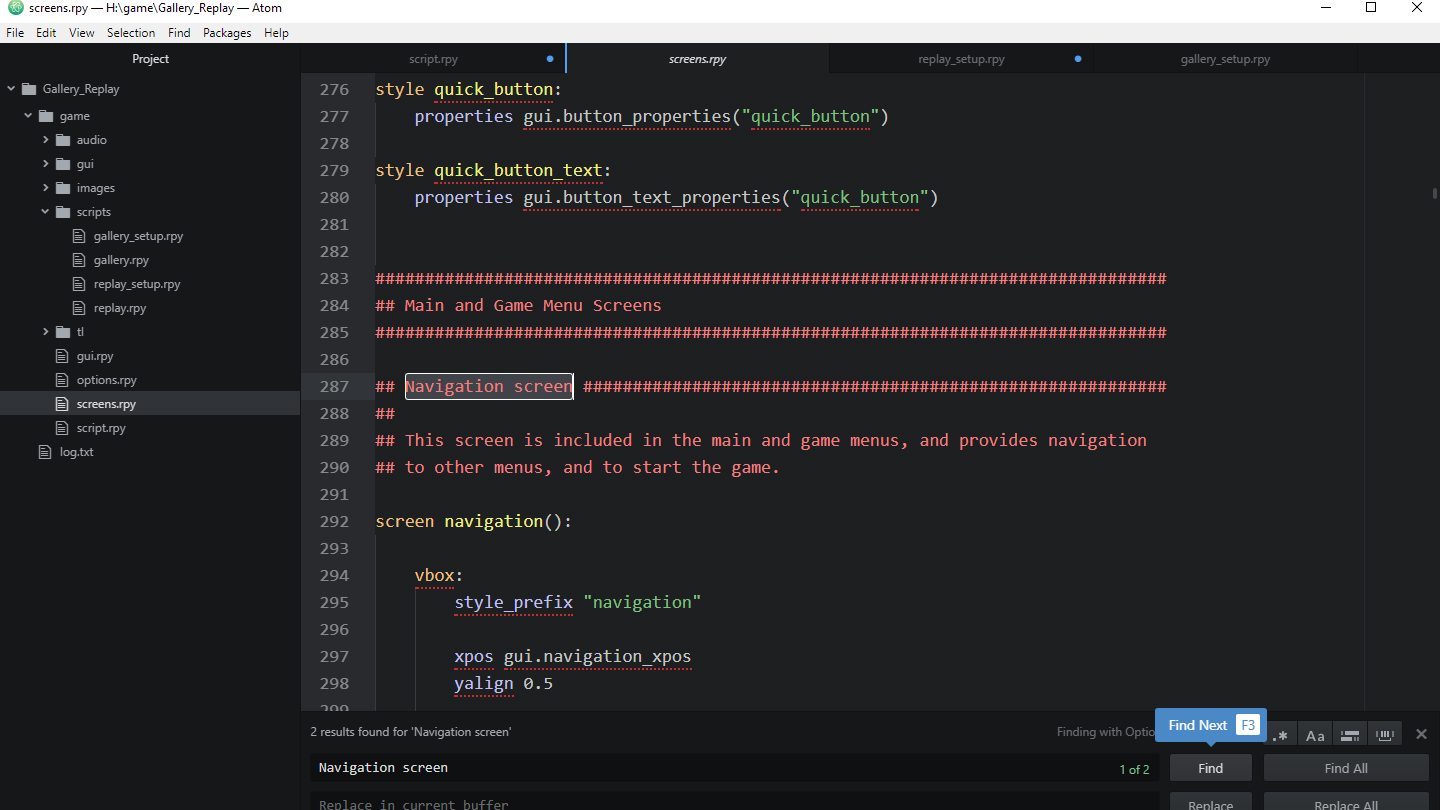 screens.rpy — H:\game\Gallery_Replay — Atom
File Edit View Selection Find Packages Help
Project
script.rpy screens.rpy replay_setup.rpy gallery_setup.rpy
Gallery_Replay
game
audio
gui
images
scripts
gallery_setup.rpy
gallery.rpy
replay_setup.rpy
replay.rpy
tl
gui.rpy
options.rpy
screens.rpy
script.rpy
log.txt
276 style quick_button:
277 properties gui.button_properties("quick_button")
278
279 style quick_button_text:
280 properties gui.button_text_properties("quick_button")
281
282
283 ################################################################################
284 ## Main and Game Menu Screens
285 ################################################################################
286
287 ## Navigation screen ###########################################################
288 ##
289 ## This screen is included in the main and game menus, and provides navigation
290 ## to other menus, and to start the game.
291
292 screen navigation():
293
294 vbox:
295 style_prefix "navigation"
296
297 xpos gui.navigation_xpos
298 yalign 0.5
299
2 results found for 'Navigation screen' Finding with Optio
Find Next F3
.* Aa
Navigation screen 1 of 2 Find Find All
Replace in current buffer Replace Replace All